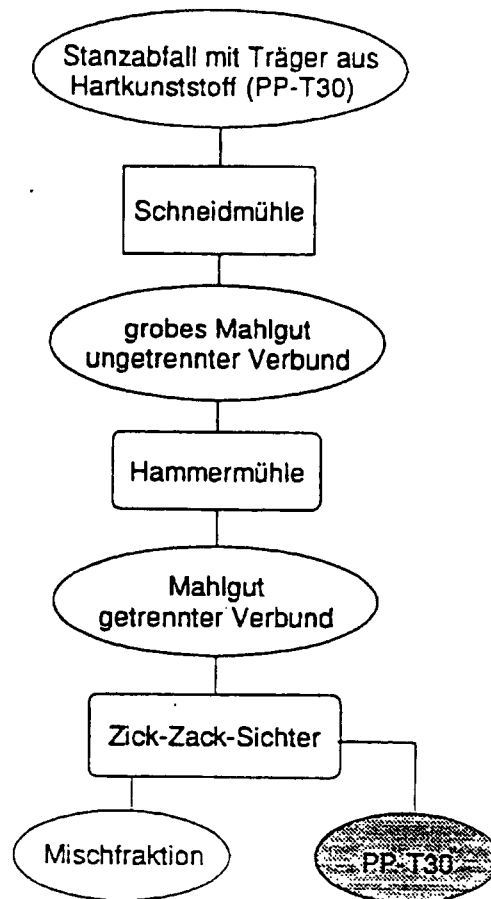 Stanzabfall mit Träger aus
Hartkunststoff (PP-T30)
Schneidmühle
grobes Mahlgut
ungetrennter Verbund
Hammermühle
Mahlgut
getrennter Verbund
Zick-Zack-Sichter
Mischfraktion
PP-T30